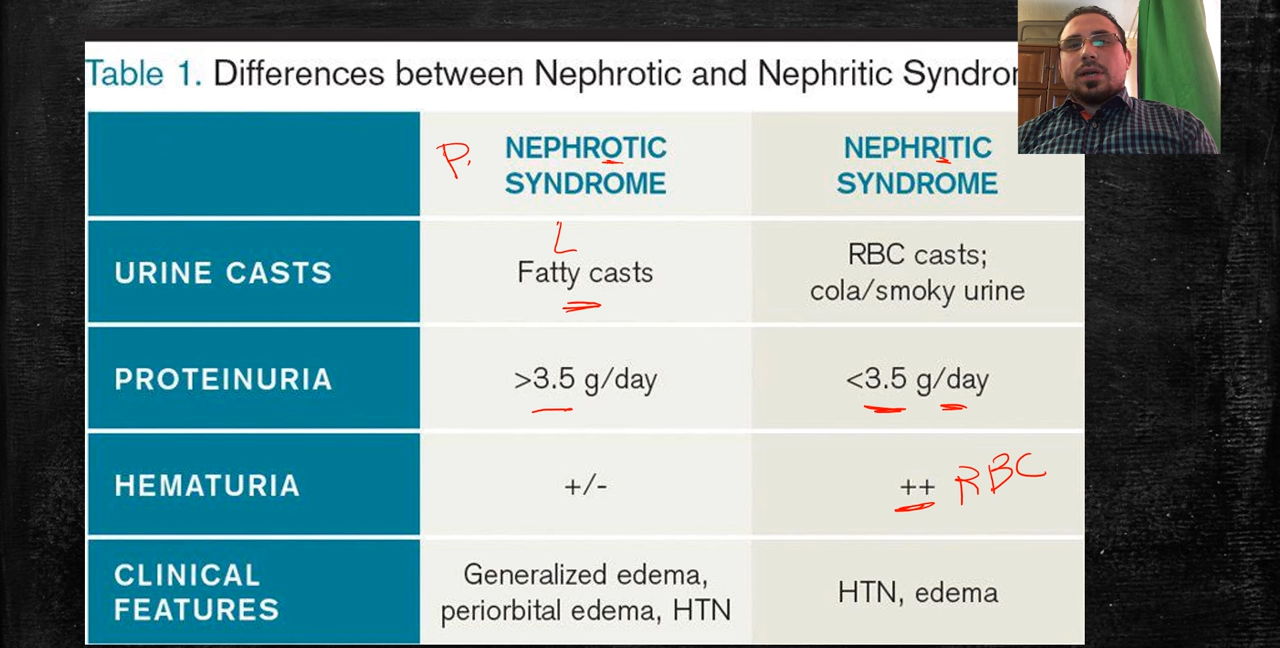 Table 1. Differences between Nephrotic and Nephritic Syndro
P. NEPHROTIC
SYNDROME
NEPHRITIC
SYNDROME
URINE CASTS
L
Fatty casts
RBC casts;
cola/smoky urine
PROTEINURIA
>3.5 g/day
<3.5 g/day
HEMATURIA
+/-
++ RBC
CLINICAL
FEATURES
Generalized edema,
periorbital edema, HTN
HTN, edema